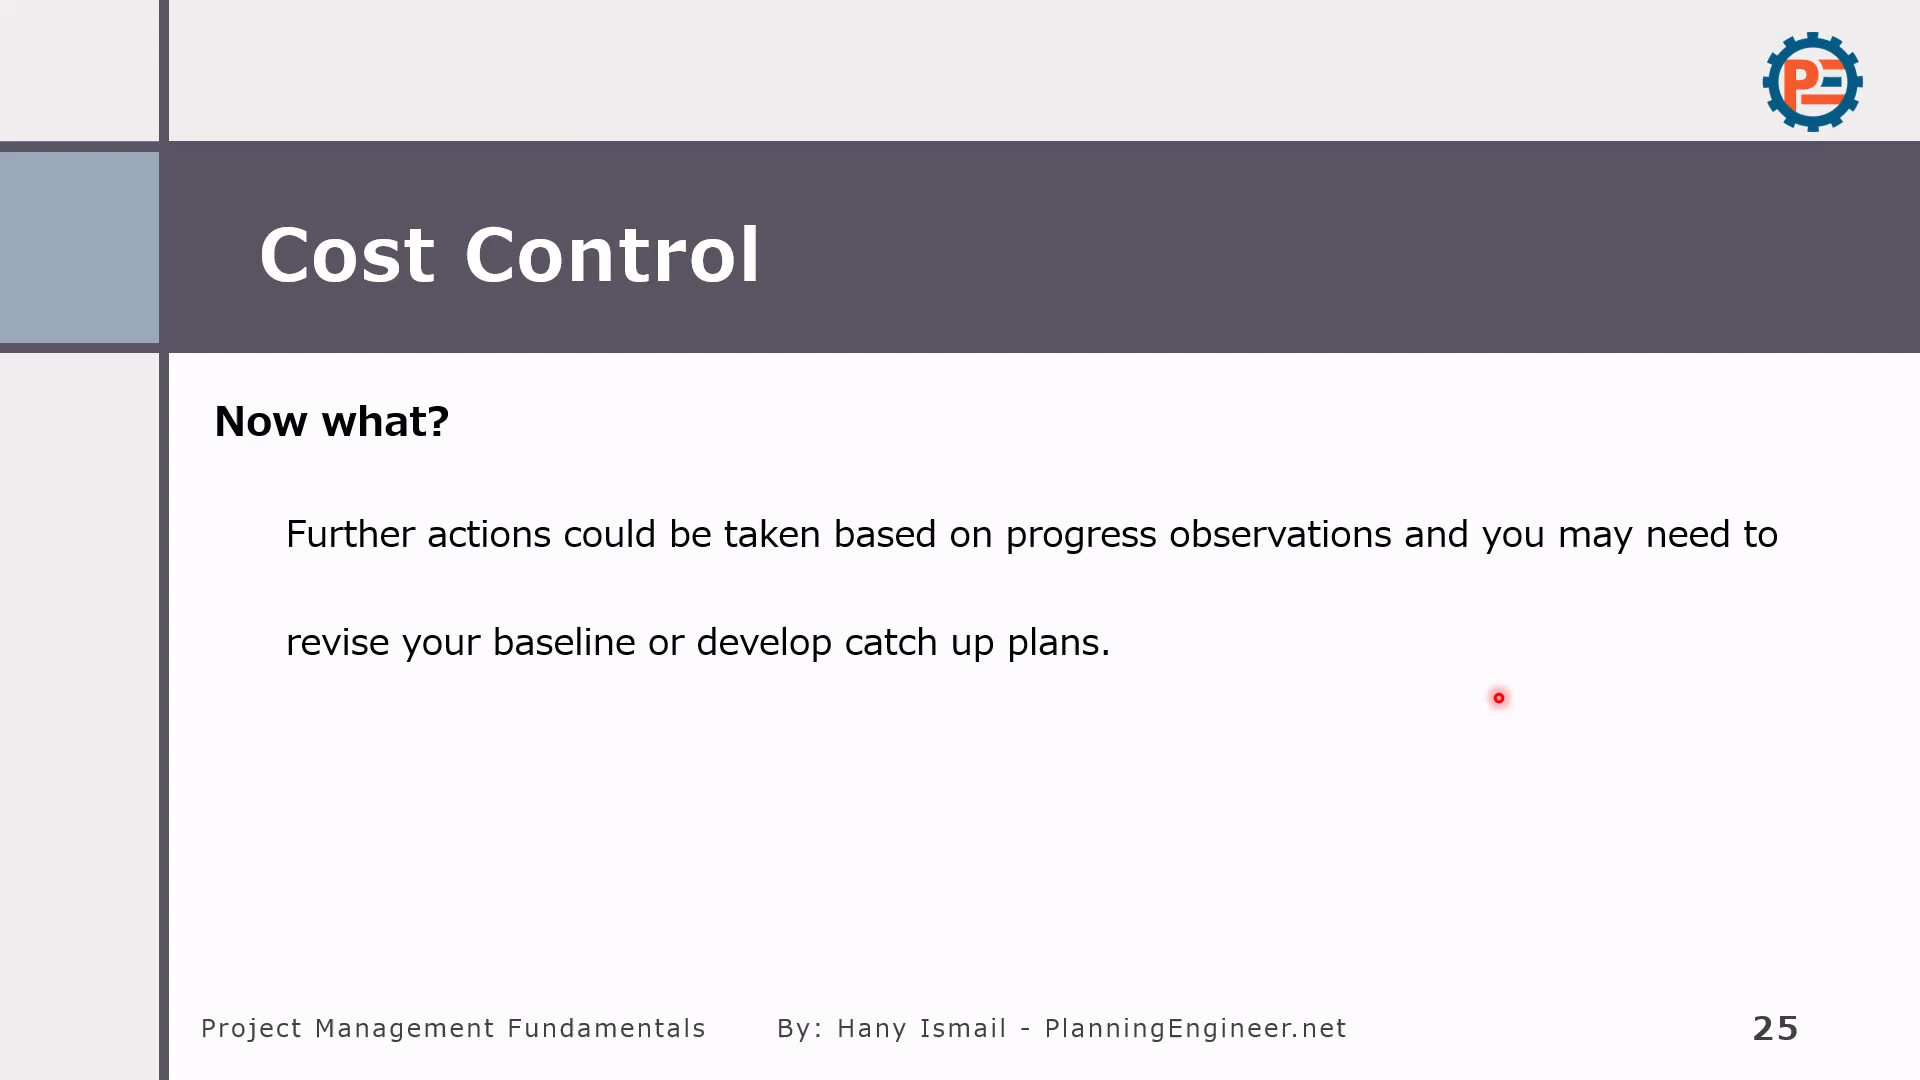 PE
Cost Control
Now what?
Further actions could be taken based on progress observations and you may need to
revise your baseline or develop catch up plans.
Project Management Fundamentals By: Hany Ismail - PlanningEngineer.net 25